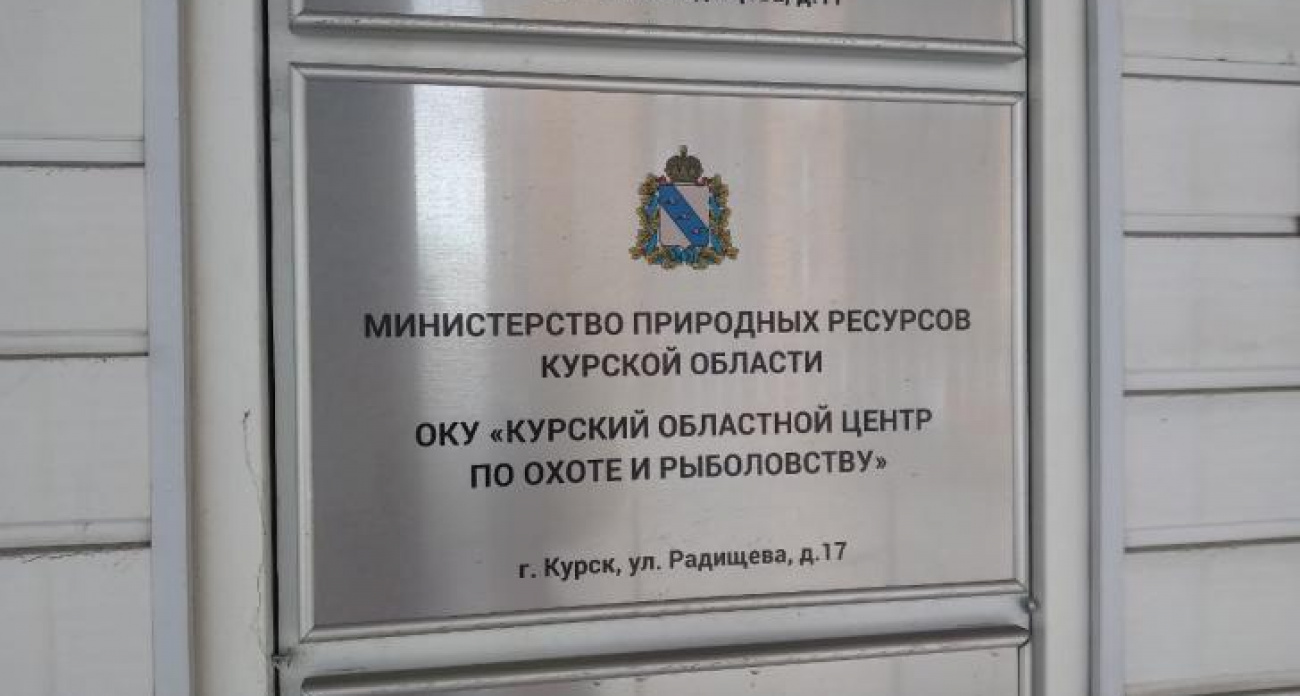 МИНИСТЕРСТВО ПРИРОДНЫХ РЕСУРСОВ
КУРСКОЙ ОБЛАСТИ
ОКУ «КУРСКИЙ ОБЛАСТНОЙ ЦЕНТР
ПО ОХОТЕ И РЫБОЛОВСТВУ»
г. Курск, ул. Радищева, д.17